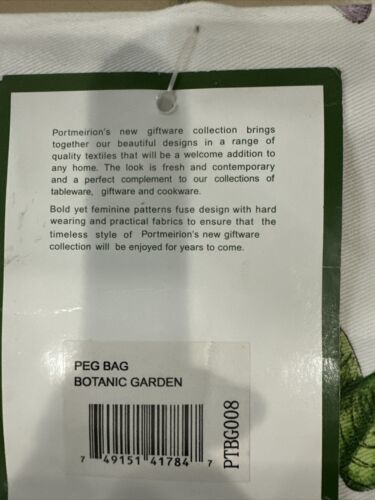 Portmeirion's new giftware collection brings
together our beautiful designs in a range of
quality textiles that will be a welcome addition to
any home. The look is fresh and contemporary
and a perfect complement to our collections of
tableware, giftware and cookware.
Bold yet feminine patterns fuse design with hard
wearing and practical fabrics to ensure that the
timeless style of Portmeirion's new giftware
collection will be enjoyed for years to come.
PEG BAG
BOTANIC GARDEN
7 49151 41784 7
PTBG008